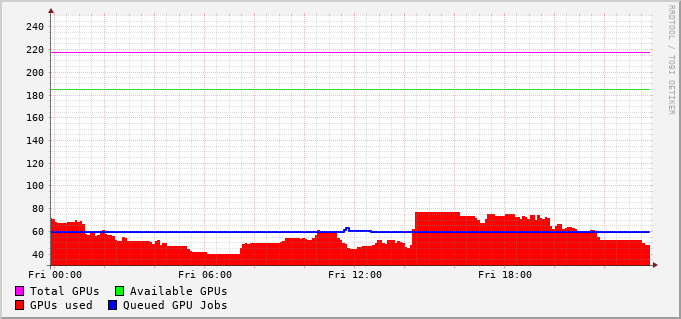 RRDTOOL / TOBI OETIKER
240
220
200
180
160
140
120
100
80
60
40
Fri 00:00 Fri 06:00 Fri 12:00 Fri 18:00
Total GPUs Available GPUs
GPUs used Queued GPU Jobs